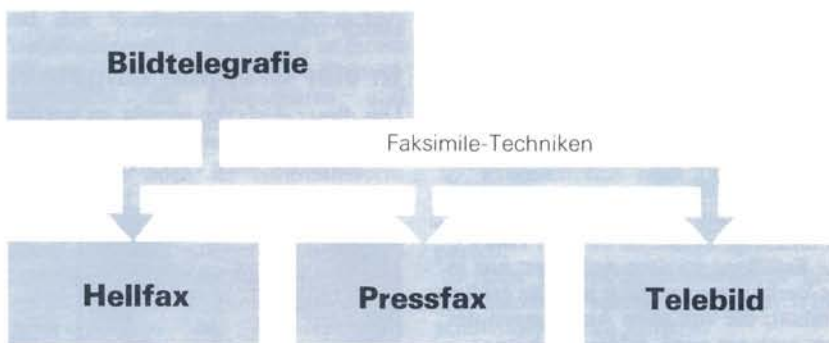 Bildtelegrafie
Faksimile-Techniken
Hellfax Pressfax Telebild